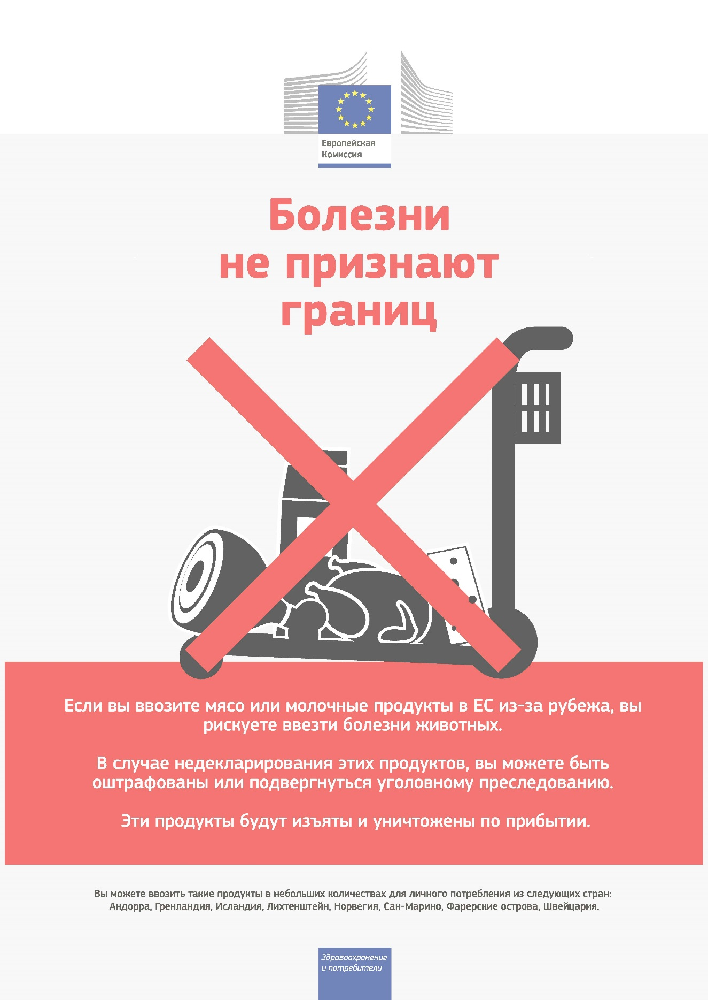 Европейская
Комиссия
Болезни
не признают
границ
Если вы ввозите мясо или молочные продукты в ЕС из-за рубежа, вы
рискуете ввезти болезни животных.
В случае недекларирования этих продуктов, вы можете быть
оштрафованы или подвергнуться уголовному преследованию.
Эти продукты будут изъяты и уничтожены по прибытии.
Вы можете ввозить такие продукты в небольших количествах для личного потребления из следующих стран:
Андорра, Гренландия, Исландия, Лихтенштейн, Норвегия, Сан-Марино, Фарерские острова, Швейцария.
Здравоохранение
и потребители